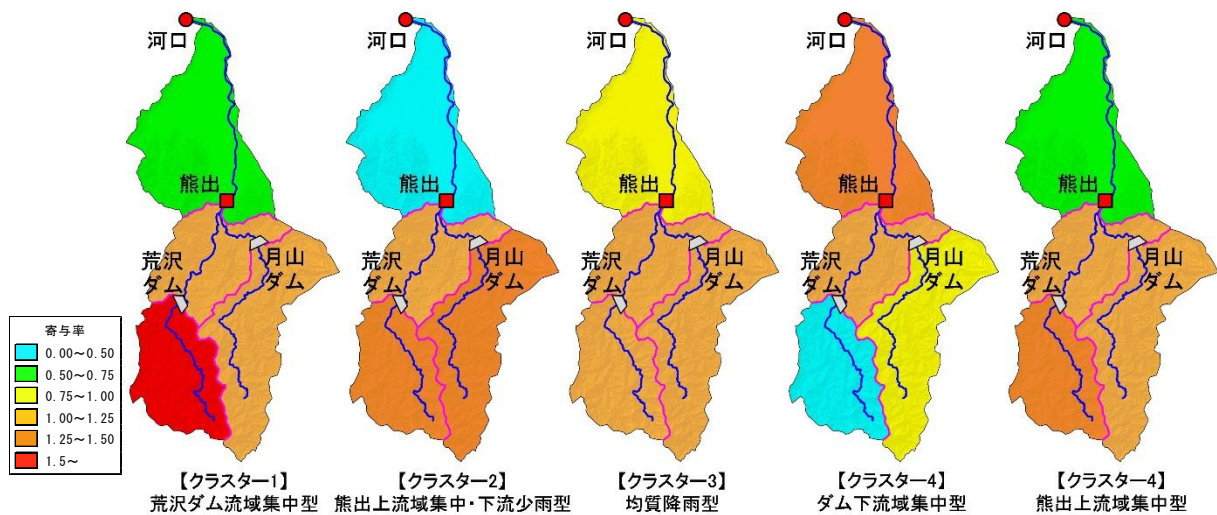 河口
熊出
荒沢
ダム
月山
ダム
【クラスター1】
荒沢ダム流域集中型
河口
熊出
荒沢
ダム
月山
ダム
【クラスター2】
熊出上流域集中・下流少雨型
河口
熊出
荒沢
ダム
月山
ダム
【クラスター3】
均質降雨型
河口
熊出
荒沢
ダム
月山
ダム
【クラスター4】
ダム下流域集中型
河口
熊出
荒沢
ダム
月山
ダム
【クラスター4】
熊出上流域集中型
寄与率
0.00～0.50
0.50～0.75
0.75～1.00
1.00～1.25
1.25～1.50
1.5～